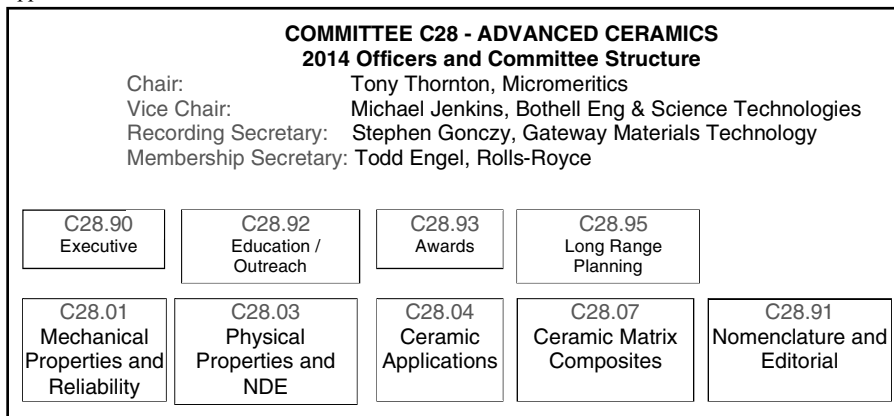 COMMITTEE C28 - ADVANCED CERAMICS
2014 Officers and Committee Structure
Chair: Tony Thornton, Micromeritics
Vice Chair: Michael Jenkins, Bothell Eng & Science Technologies
Recording Secretary: Stephen Gonczy, Gateway Materials Technology
Membership Secretary: Todd Engel, Rolls-Royce
C28.90
Executive
C28.92
Education /
Outreach
C28.93
Awards
C28.95
Long Range
Planning
C28.01
Mechanical
Properties and
Reliability
C28.03
Physical
Properties and
NDE
C28.04
Ceramic
Applications
C28.07
Ceramic Matrix
Composites
C28.91
Nomenclature and
Editorial